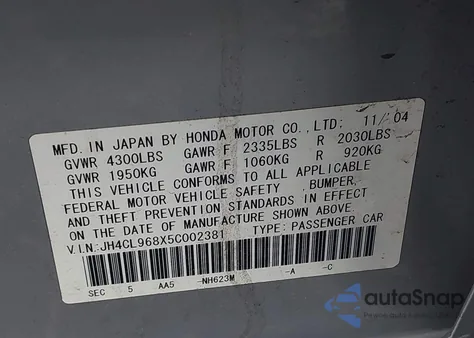 MFD. IN JAPAN BY HONDA MOTOR CO., LTD; 11/04
GVWR 4300LBS GAWR F 2335LBS R 2030LBS
GVWR 1950KG GAWR F 1060KG R 920KG
THIS VEHICLE CONFORMS TO ALL APPLICABLE
FEDERAL MOTOR VEHICLE SAFETY, BUMPER,
AND THEFT PREVENTION STANDARDS IN EFFECT
ON THE DATE OF MANUFACTURE SHOWN ABOVE.
V.IN:JH4CL968X5C002381 TYPE: PASSENGER CAR
SEC 5 AA5 -NH623M -A -C
autoSnap